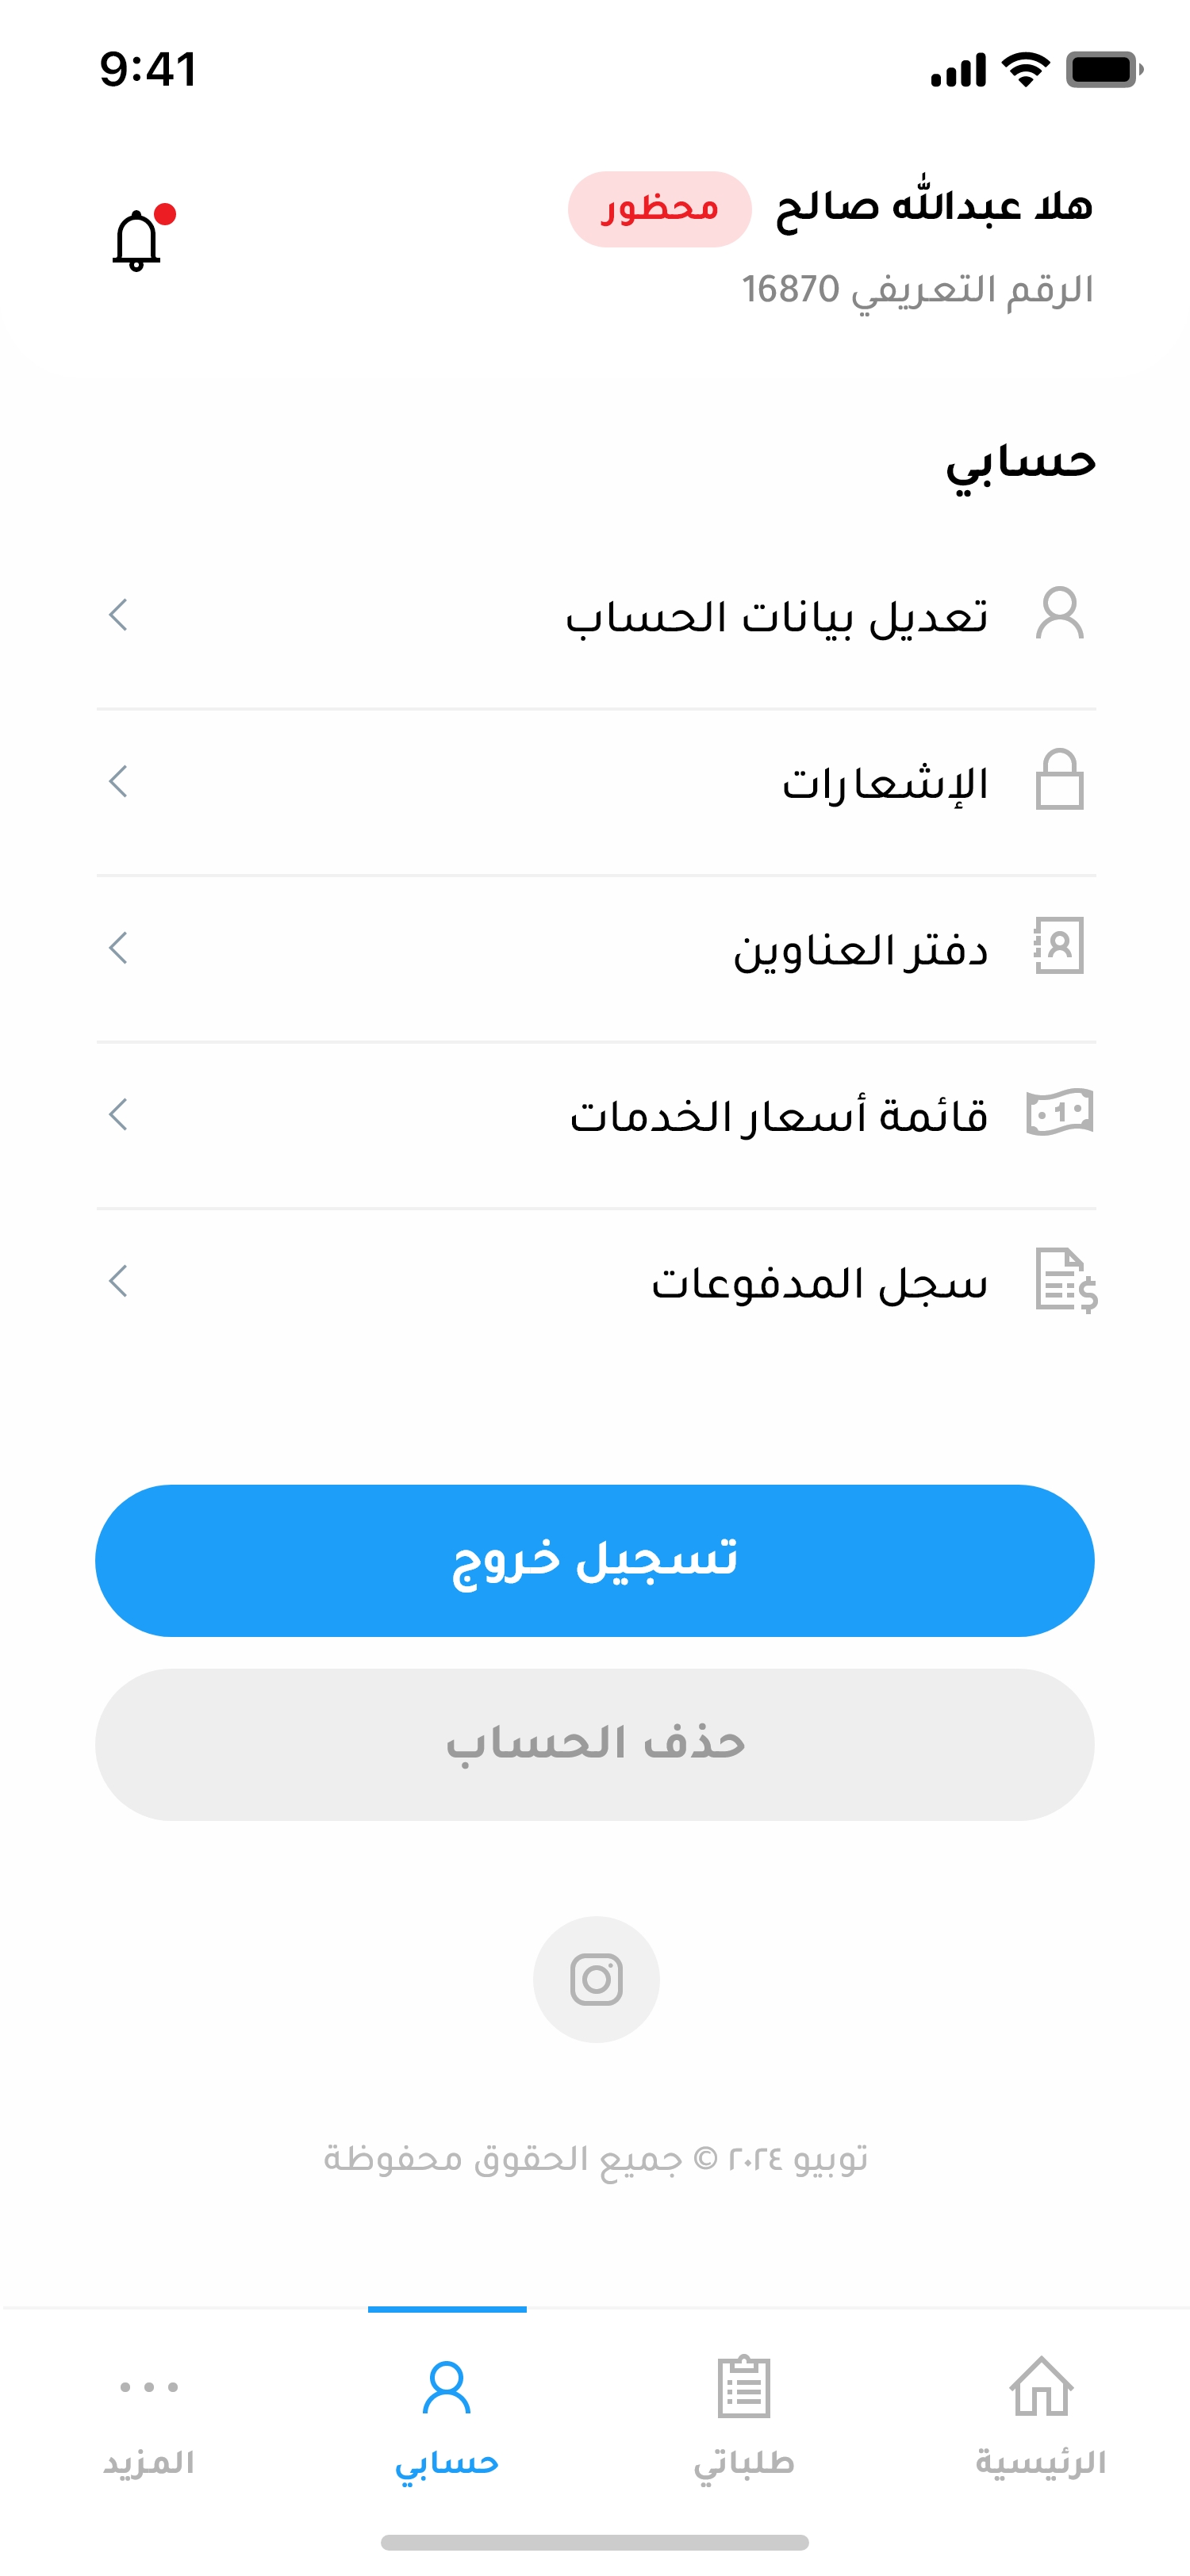 9:41
هلا عبدالله صالح محظور
الرقم التعريفي 16870
حسابي
تعديل بيانات الحساب
الإشعارات
دفتر العناوين
قائمة أسعار الخدمات
سجل المدفوعات
تسجيل خروج
حذف الحساب
توبيو ٢٠٢٤ © جميع الحقوق محفوظة
الرئيسية طلباتي حسابي المزيد